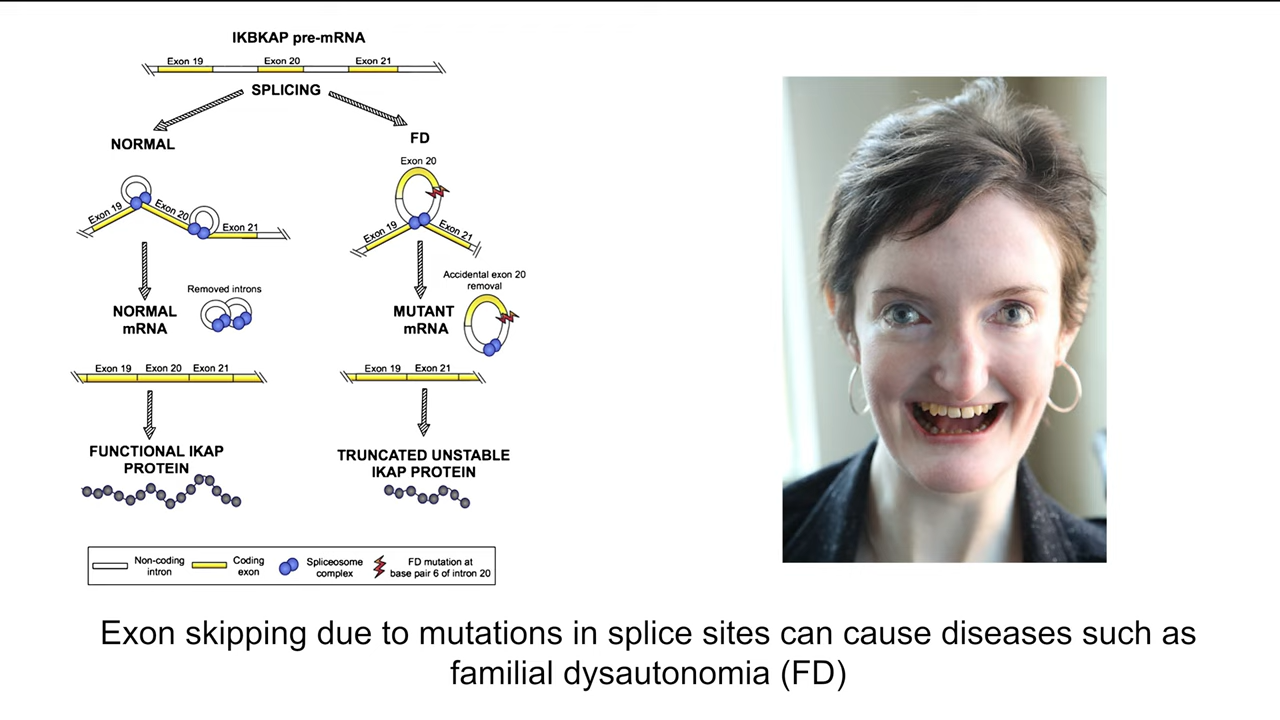 IKBKAP pre-mRNA
Exon 19 Exon 20 Exon 21
SPLICING
NORMAL
FD
Exon 20
Exon 19 Exon 20 Exon 21
Exon 19 Exon 21
Removed introns
Accidental exon 20
removal
NORMAL
mRNA
MUTANT
mRNA
Exon 19 Exon 20 Exon 21
Exon 19 Exon 21
FUNCTIONAL IKAP
PROTEIN
TRUNCATED UNSTABLE
IKAP PROTEIN
Non-coding
intron
Coding
exon
Spliceosome
complex
FD mutation at
base pair 6 of intron 20
Exon skipping due to mutations in splice sites can cause diseases such as
familial dysautonomia (FD)